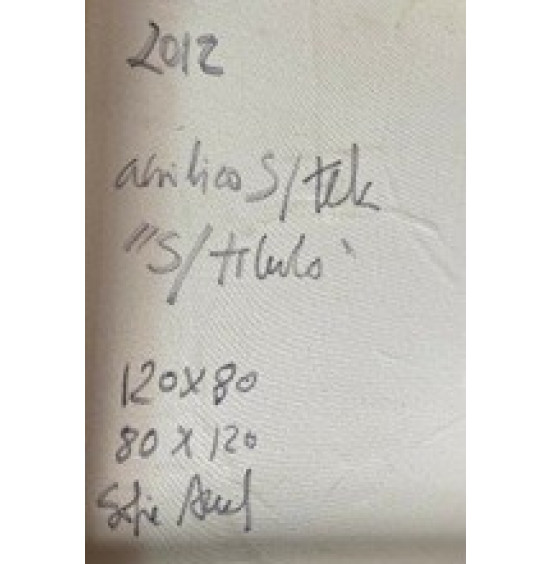 2012
acrilico S/tela
"S/titulo"
120x80
80 x 120